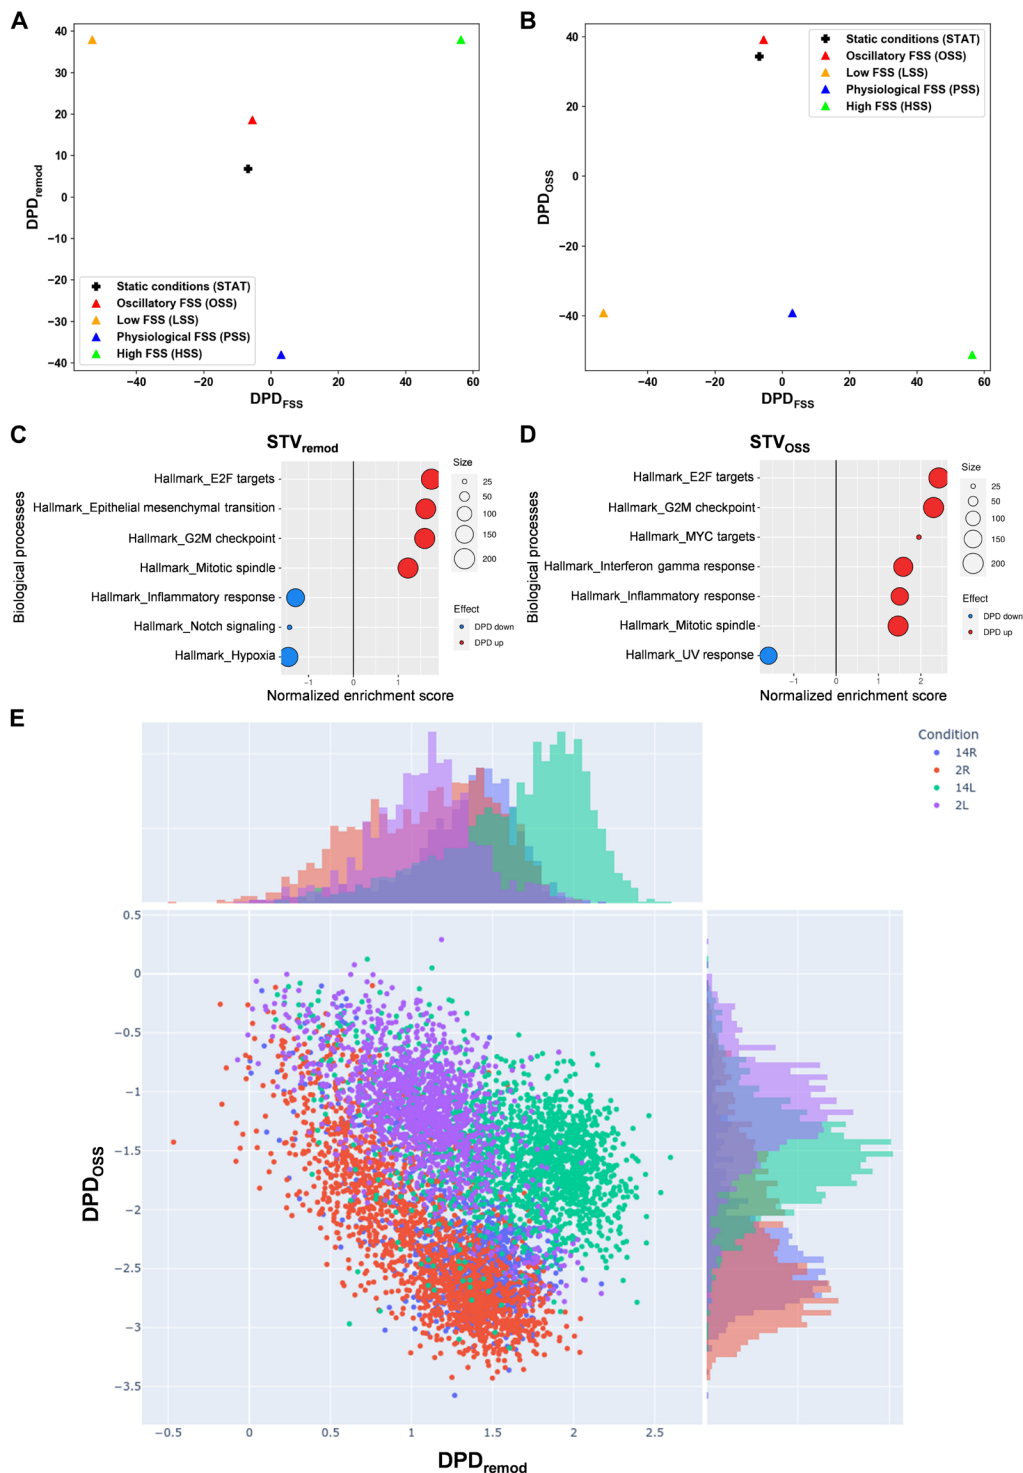 A
40
30
20
10
0
−10
−20
−30
−40
DPDremod
Static conditions (STAT)
Oscillatory FSS (OSS)
Low FSS (LSS)
Physiological FSS (PSS)
High FSS (HSS)
−60
−40
−20
0
20
40
60
DPDFSS
B
40
20
0
−20
−40
DPDOSS
Static conditions (STAT)
Oscillatory FSS (OSS)
Low FSS (LSS)
Physiological FSS (PSS)
High FSS (HSS)
−40
−20
0
20
40
60
DPDFSS
C
STVremod
Biological processes
Hallmark_E2F targets
Hallmark_Epithelial mesenchymal transition
Hallmark_G2M checkpoint
Hallmark_Mitotic spindle
Hallmark_Inflammatory response
Hallmark_Notch signaling
Hallmark_Hypoxia
−1
0
1
Normalized enrichment score
Size
25
50
100
150
200
Effect
DPD down
DPD up
D
STVOSS
Biological processes
Hallmark_E2F targets
Hallmark_G2M checkpoint
Hallmark_MYC targets
Hallmark_Interferon gamma response
Hallmark_Inflammatory response
Hallmark_Mitotic spindle
Hallmark_UV response
−1
0
1
2
Normalized enrichment score
Size
25
50
100
150
200
Effect
DPD down
DPD up
E
Condition
14R
2R
14L
2L
0.5
0
−0.5
−1
−1.5
−2
−2.5
−3
−3.5
DPDOSS
−0.5
0
0.5
1
1.5
2
2.5
DPDremod